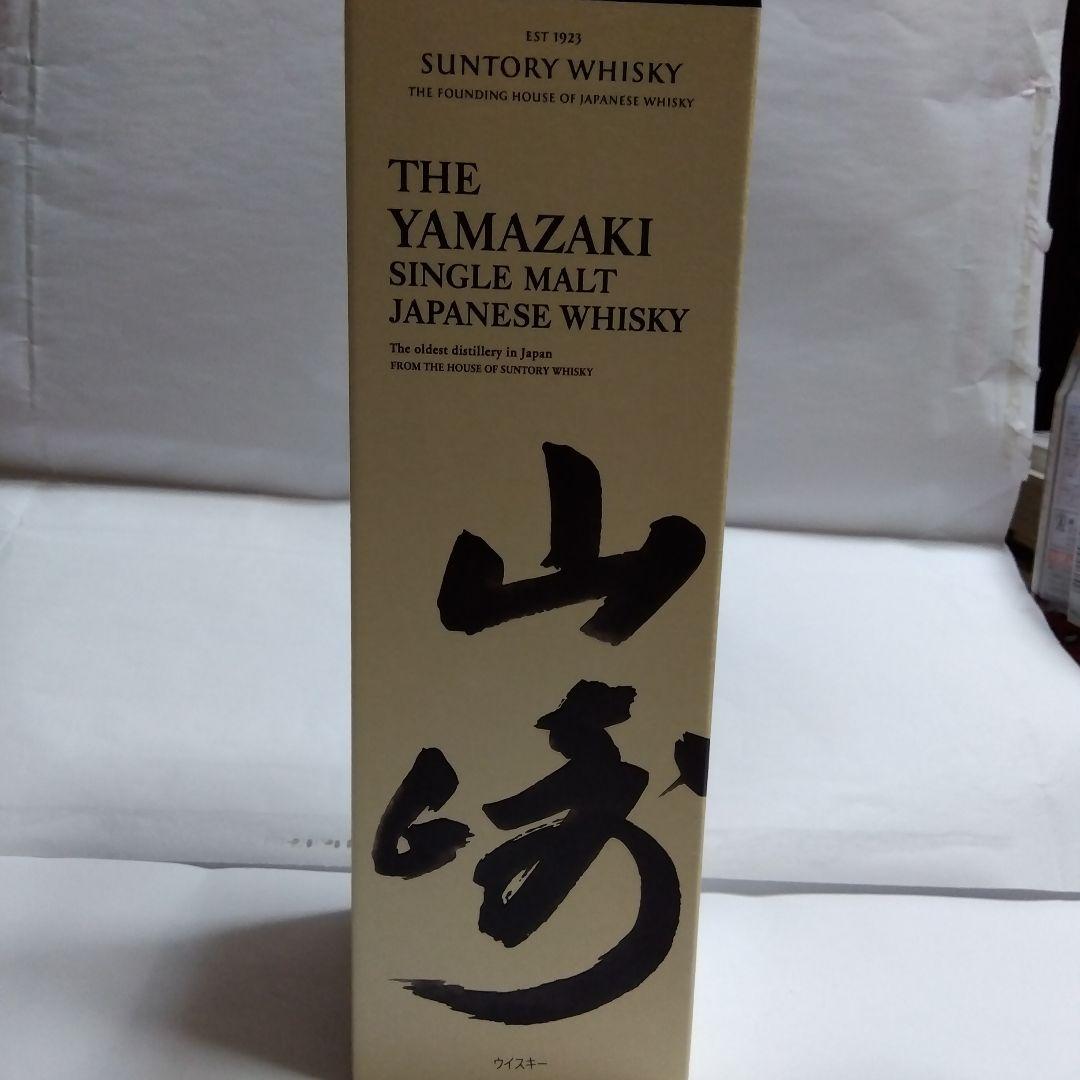 EST 1923
SUNTORY WHISKY
THE FOUNDING HOUSE OF JAPANESE WHISKY
THE
YAMAZAKI
SINGLE MALT
JAPANESE WHISKY
The oldest distillery in Japan
FROM THE HOUSE OF SUNTORY WHISKY
山
崎
ウイスキー